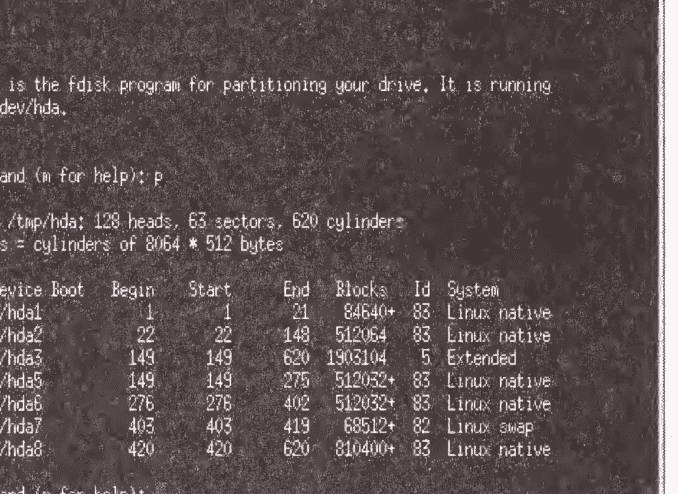 is the fdisk program for partitioning your drive. It is running
dev/hda.
and (m for help): p
/tmp/hda: 128 heads, 63 sectors, 620 cylinders
s = cylinders of 8064 * 512 bytes
evice Boot Begin Start End Blocks Id System
/hda1 1 1 21 84640+ 83 Linux native
/hda2 22 22 148 512064 83 Linux native
/hda3 149 149 620 1903104 5 Extended
/hda5 149 149 275 512032+ 83 Linux native
/hda6 276 276 402 512032+ 83 Linux native
/hda7 403 403 419 68512+ 82 Linux swap
/hda8 420 420 620 810400+ 83 Linux native
and (m for help):